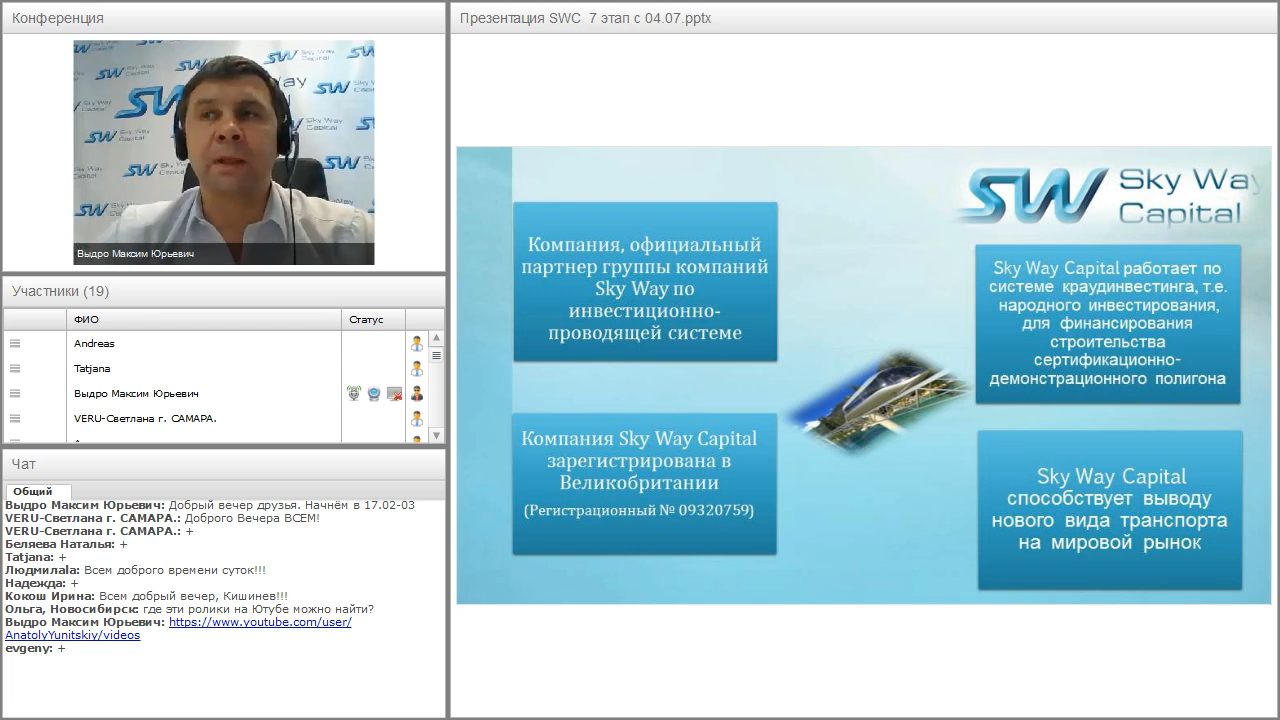 Конференция
Sky Way
Capital
Выдро Максим Юрьевич
Участники (19)
ФИО
Статус
Andreas
Tatjana
Выдро Максим Юрьевич
VERU-Светлана г. САМАРА.
Чат
Общий
Выдро Максим Юрьевич: Добрый вечер друзья. Начнём в 17.02-03
VERU-Светлана г. САМАРА.: Доброго Вечера ВСЕМ!
VERU-Светлана г. САМАРА.: +
Беляева Наталья: +
Tatjana: +
Людмилаla: Всем доброго времени суток!!!
Надежда: +
Кокош Ирина: Всем добрый вечер, Кишинев!!!
Ольга, Новосибирск: где эти ролики на Ютубе можно найти?
Выдро Максим Юрьевич: https://www.youtube.com/user/
AnatolyYunitskiy/videos
evgeny: +
Презентация SWC 7 этап с 04.07.pptx
SW Sky Way
Capital
Компания, официальный
партнер группы компаний
Sky Way по
инвестиционно-
проводящей системе
Sky Way Capital работает по
системе краудинвестинга, т.е.
народного инвестирования,
для финансирования
строительства
сертификационно-
демонстрационного полигона
Компания Sky Way Capital
зарегистрирована в
Великобритании
(Регистрационный № 09320759)
Sky Way Capital
способствует выводу
нового вида транспорта
на мировой рынок